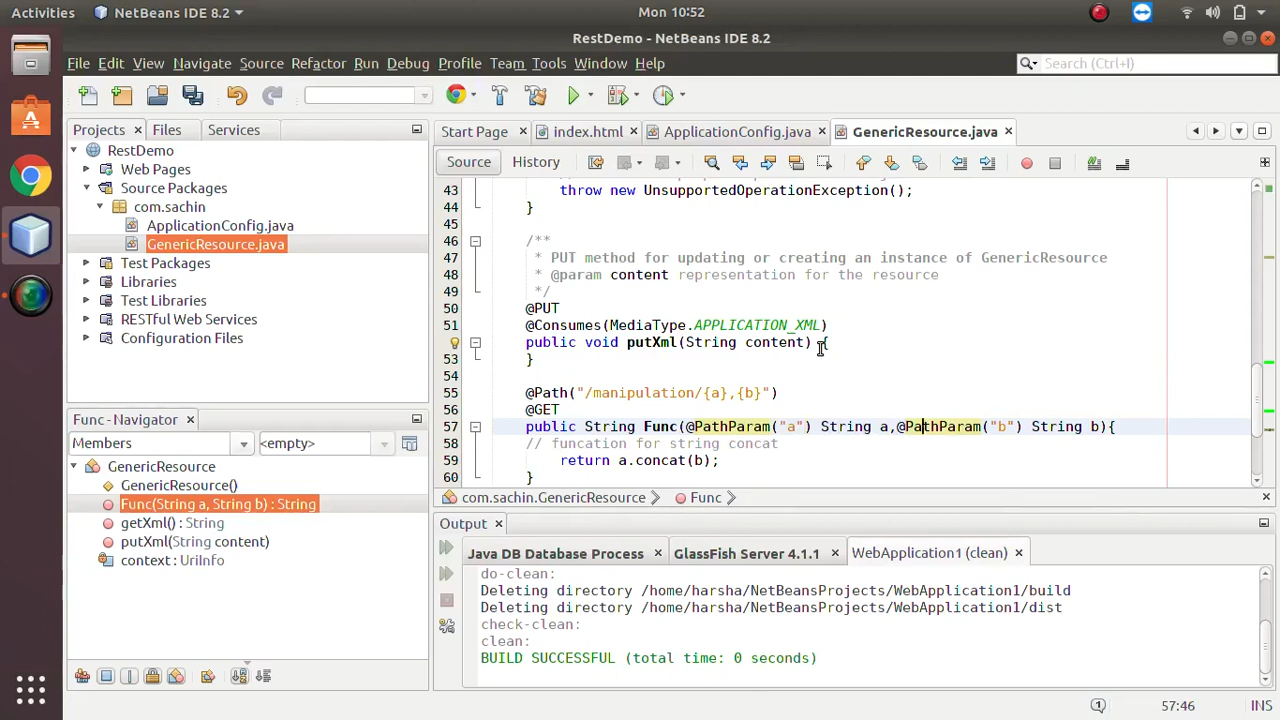 Activities
NetBeans IDE 8.2
Mon 10:52
RestDemo - NetBeans IDE 8.2
File Edit View Navigate Source Refactor Run Debug Profile Team Tools Window Help
Search (Ctrl+I)
Projects
Files
Services
RestDemo
Web Pages
Source Packages
com.sachin
ApplicationConfig.java
GenericResource.java
Test Packages
Libraries
Test Libraries
RESTful Web Services
Configuration Files
Func - Navigator
Members
<empty>
GenericResource
GenericResource()
Func(String a, String b) : String
getXml() : String
putXml(String content)
context : UriInfo
Start Page
index.html
ApplicationConfig.java
GenericResource.java
Source
History
43 throw new UnsupportedOperationException();
44 }
45
46 /**
47 * PUT method for updating or creating an instance of GenericResource
48 * @param content representation for the resource
49 */
50 @PUT
51 @Consumes(MediaType.APPLICATION_XML)
public void putXml(String content) {
53 }
54
55 @Path("/manipulation/{a},{b}")
56 @GET
57 public String Func(@PathParam("a") String a,@PathParam("b") String b){
58 // funcation for string concat
59 return a.concat(b);
60 }
com.sachin.GenericResource
Func
Output
Java DB Database Process
GlassFish Server 4.1.1
WebApplication1 (clean)
do-clean:
Deleting directory /home/harsha/NetBeansProjects/WebApplication1/build
Deleting directory /home/harsha/NetBeansProjects/WebApplication1/dist
check-clean:
clean:
BUILD SUCCESSFUL (total time: 0 seconds)
57:46
INS